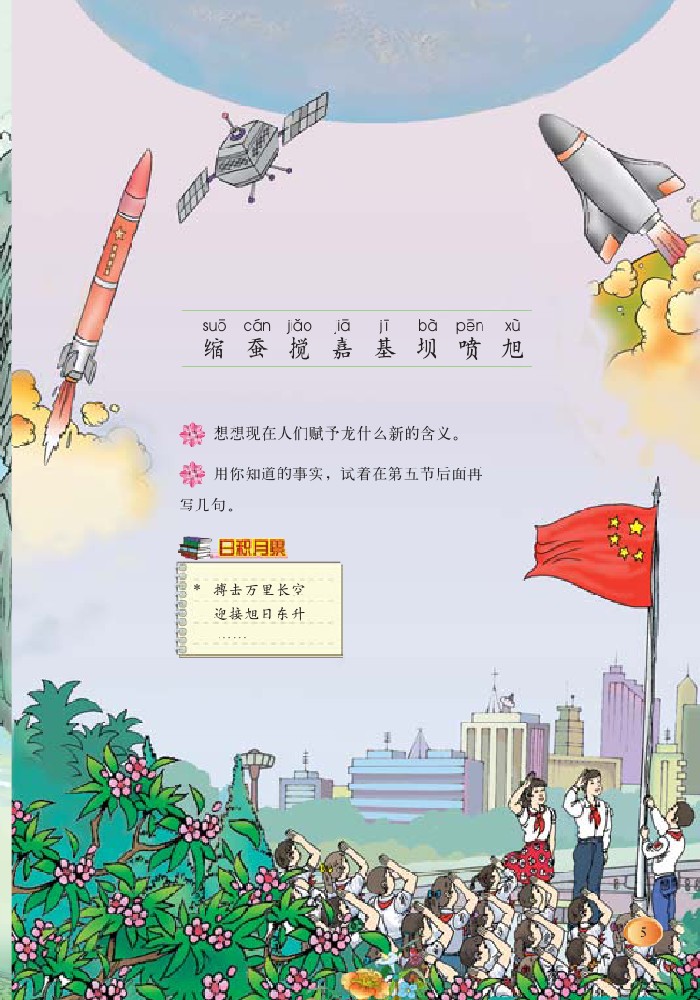 suō cán jǎo jiā jī bà pēn xù
缩 蚕 搅 嘉 基 坝 喷 旭
想想现在人们赋予龙什么新的含义。
用你知道的事实，试着在第五节后面再
写几句。
日积月累
* 搏击万里长空
迎接旭日东升
……
5